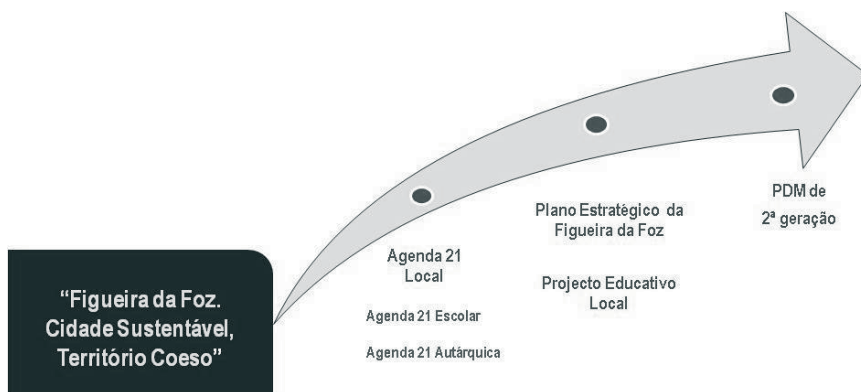 “Figueira da Foz.
Cidade Sustentável,
Território Coeso”
Agenda 21
Local
Agenda 21 Escolar
Agenda 21 Autárquica
Plano Estratégico da
Figueira da Foz
Projecto Educativo
Local
PDM de
2ª geração